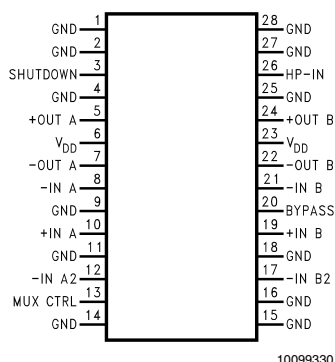 GND 1 28 GND
GND 2 27 GND
SHUTDOWN 3 26 HP-IN
GND 4 25 GND
+OUT A 5 24 +OUT B
VDD 6 23 VDD
-OUT A 7 22 -OUT B
-IN A 8 21 -IN B
GND 9 20 BYPASS
+IN A 10 19 +IN B
GND 11 18 GND
-IN A2 12 17 -IN B2
MUX CTRL 13 16 GND
GND 14 15 GND
10099330